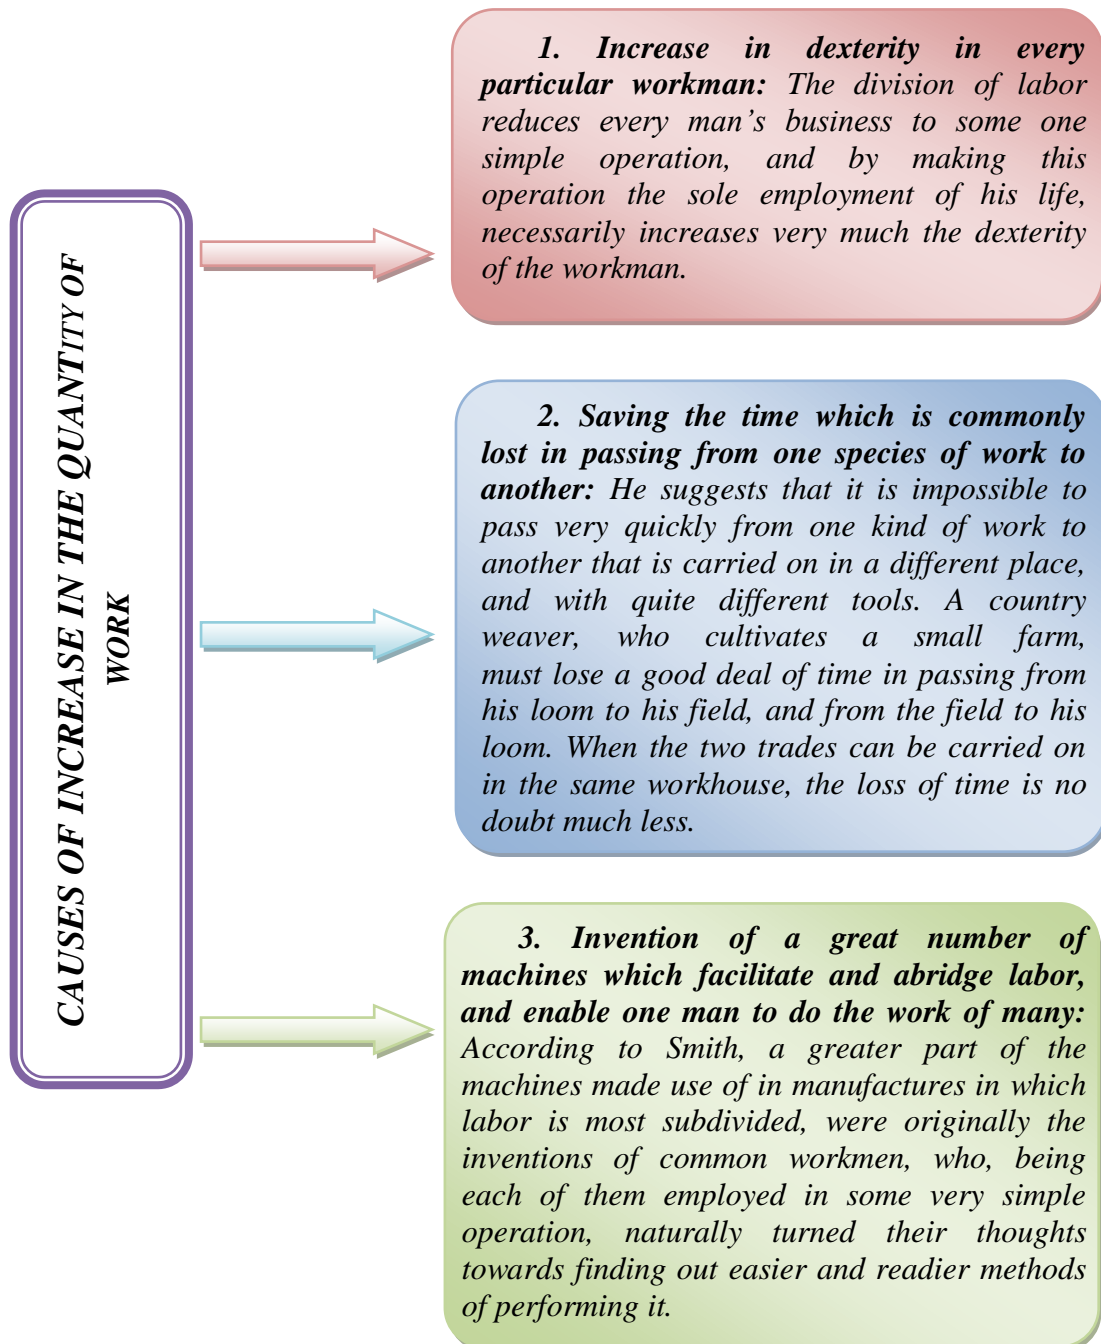 CAUSES OF INCREASE IN THE QUANTITY OF
WORK
1. Increase in dexterity in every
particular workman: The division of labor
reduces every man’s business to some one
simple operation, and by making this
operation the sole employment of his life,
necessarily increases very much the dexterity
of the workman.
2. Saving the time which is commonly
lost in passing from one species of work to
another: He suggests that it is impossible to
pass very quickly from one kind of work to
another that is carried on in a different place,
and with quite different tools. A country
weaver, who cultivates a small farm,
must lose a good deal of time in passing from
his loom to his field, and from the field to his
loom. When the two trades can be carried on
in the same workhouse, the loss of time is no
doubt much less.
3. Invention of a great number of
machines which facilitate and abridge labor,
and enable one man to do the work of many:
According to Smith, a greater part of the
machines made use of in manufactures in which
labor is most subdivided, were originally the
inventions of common workmen, who, being
each of them employed in some very simple
operation, naturally turned their thoughts
towards finding out easier and readier methods
of performing it.